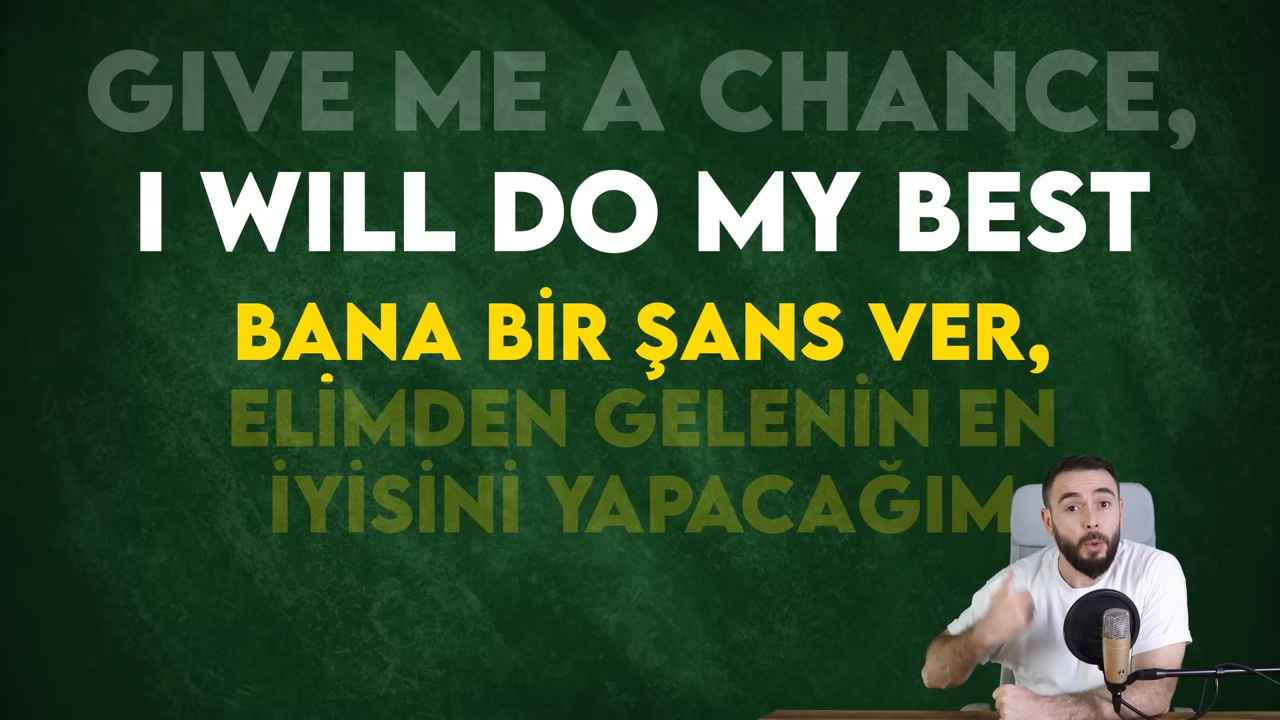 GIVE ME A CHANCE,
I WILL DO MY BEST
BANA BİR ŞANS VER,
ELİMDEN GELENİN EN
İYİSİNİ YAPACAĞIM